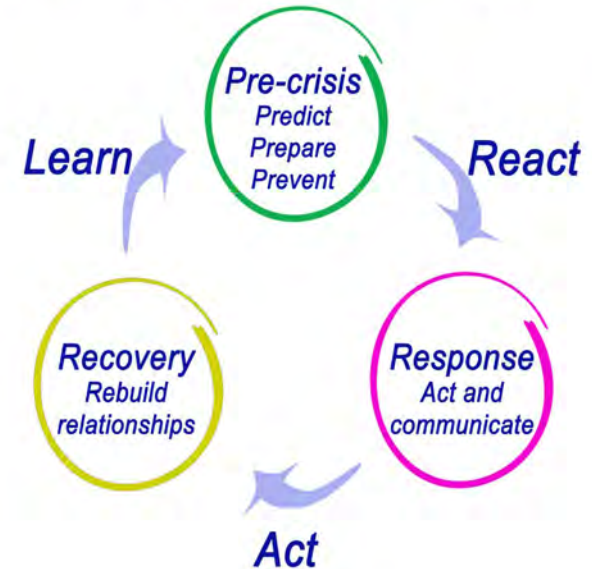 Pre-crisis
Predict
Prepare
Prevent
Learn
React
Recovery
Rebuild
relationships
Response
Act and
communicate
Act